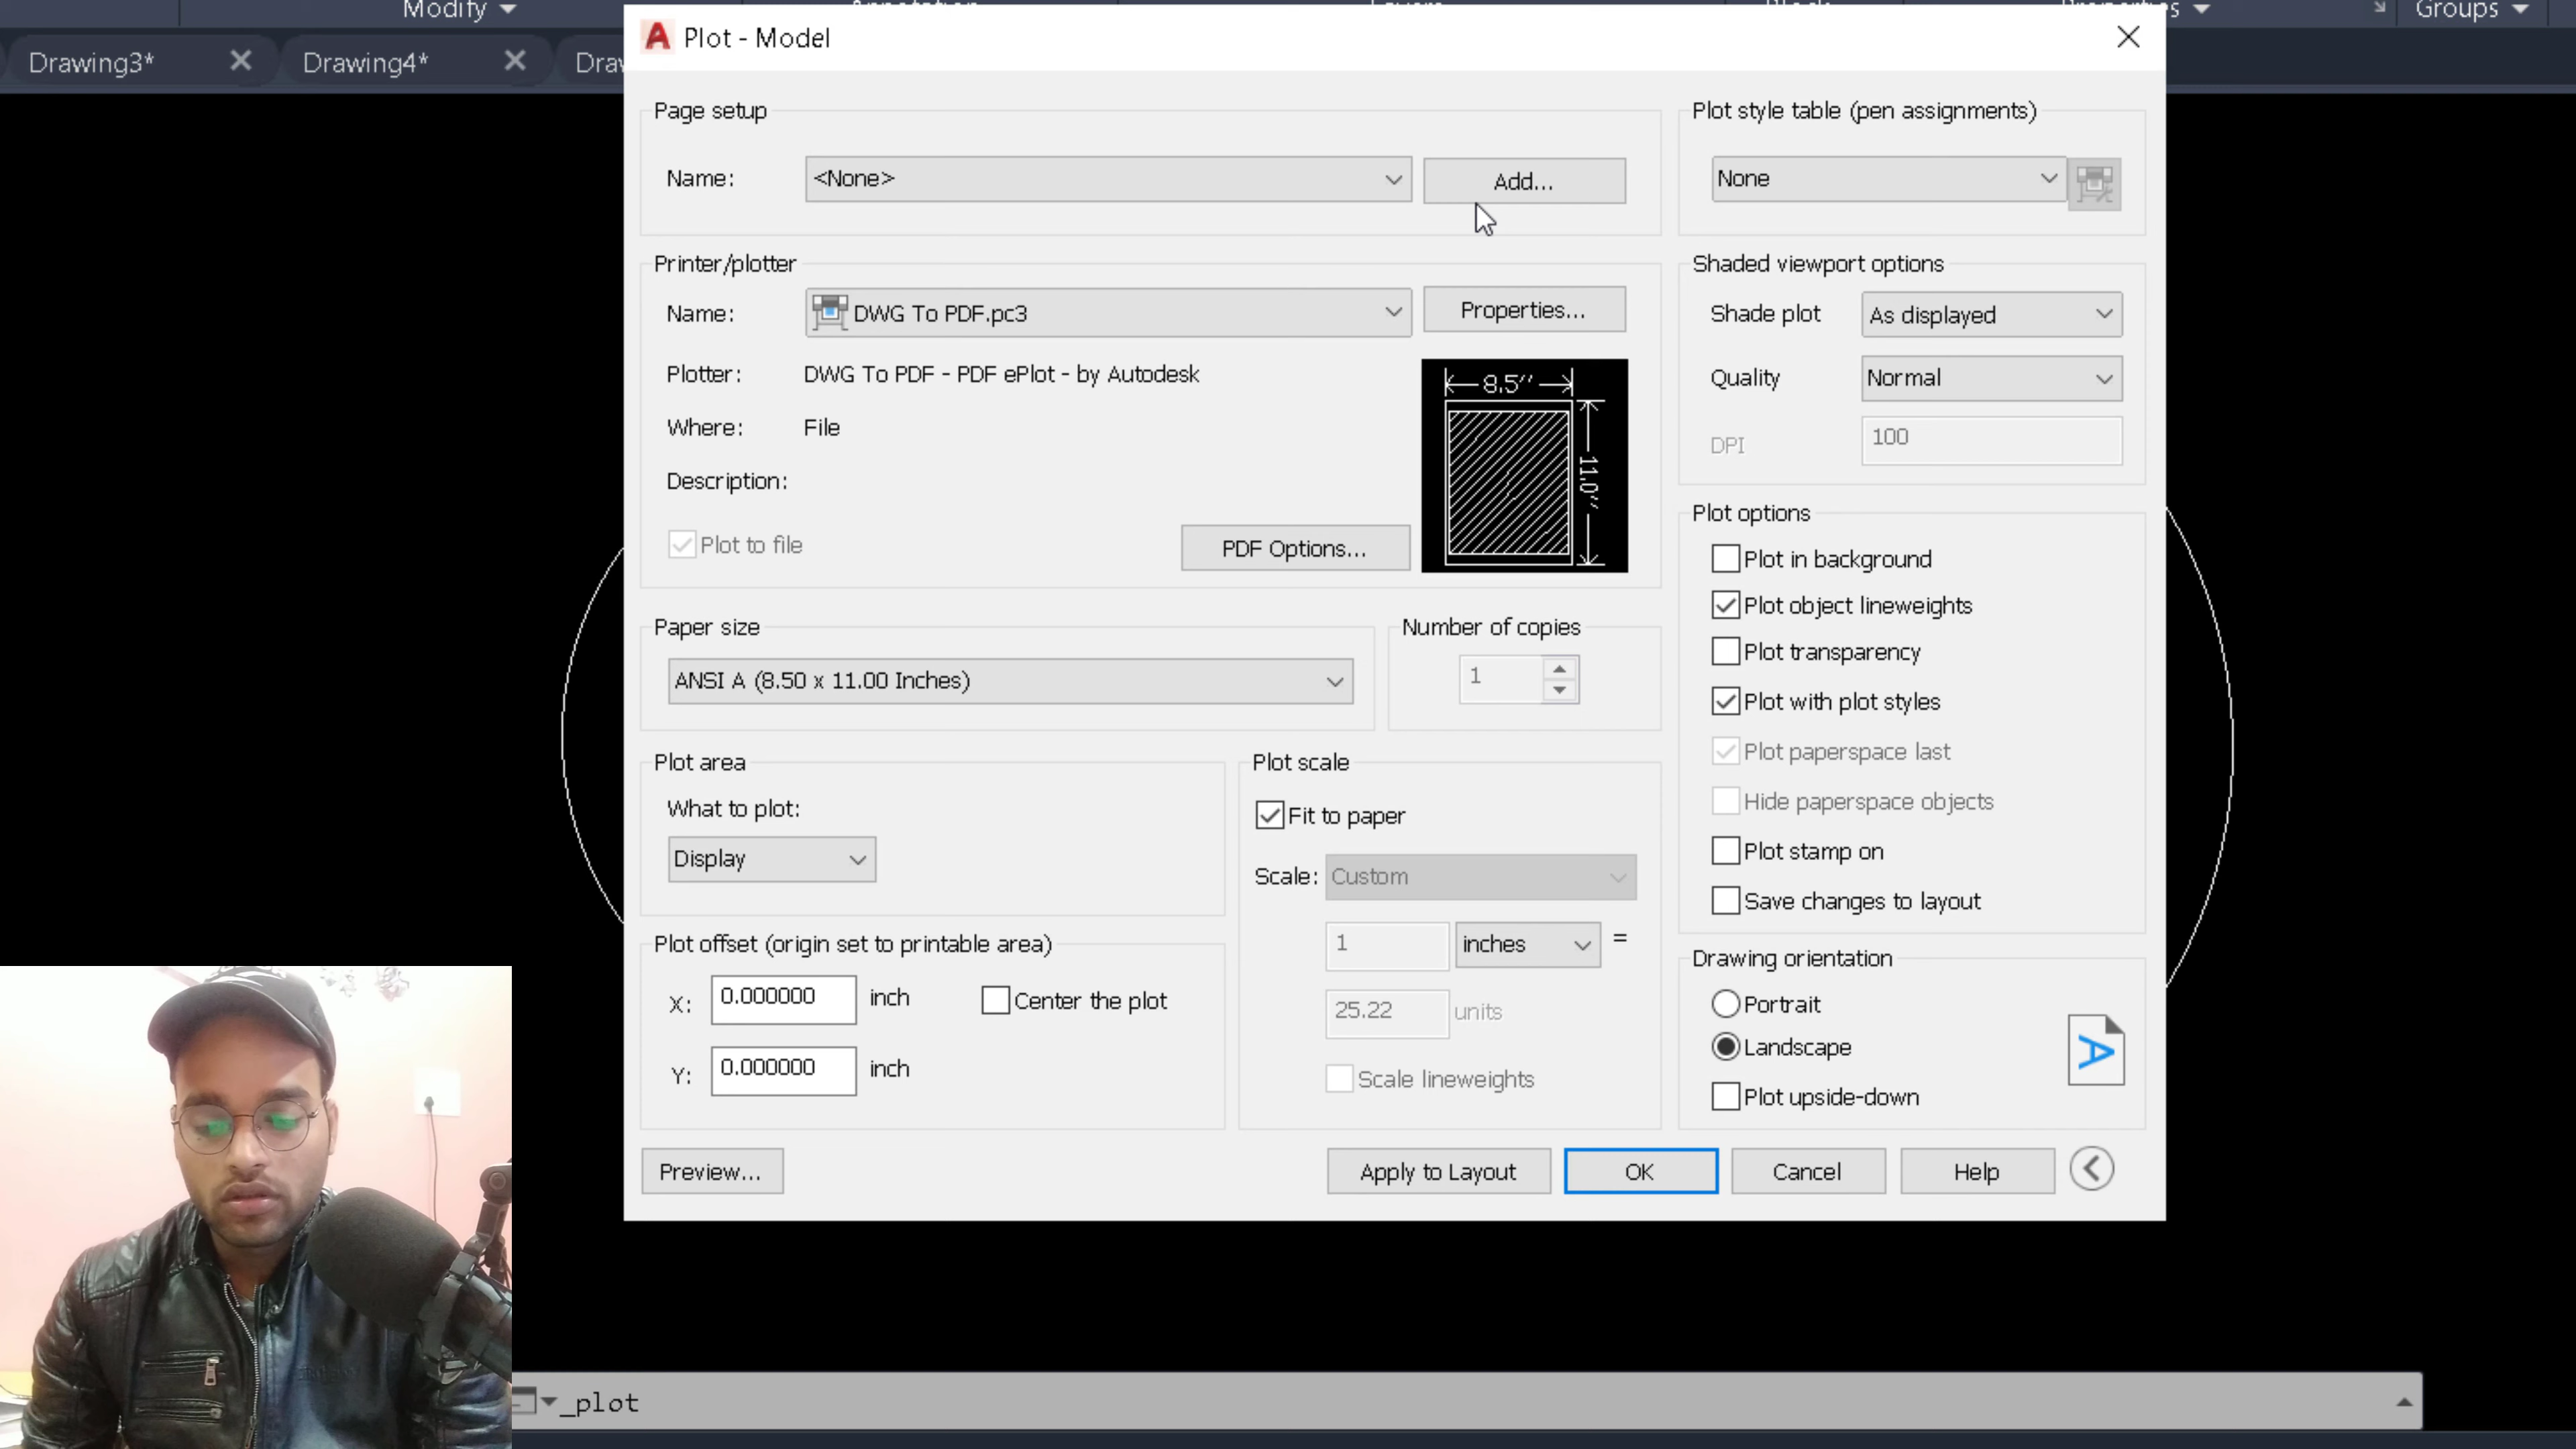 Modify
Groups
Drawing3*
Drawing4*
Plot - Model
Page setup
Name:
<None>
Add...
Printer/plotter
Name:
DWG To PDF.pc3
Properties...
Plotter:
DWG To PDF - PDF ePlot - by Autodesk
Where:
File
Description:
Plot to file
PDF Options...
8.5''
11.0''
Paper size
ANSI A (8.50 x 11.00 Inches)
Number of copies
1
Plot area
What to plot:
Display
Plot scale
Fit to paper
Scale:
Custom
1
inches
=
25.22
units
Scale lineweights
Plot offset (origin set to printable area)
X:
0.000000
inch
Center the plot
Y:
0.000000
inch
Plot style table (pen assignments)
None
Shaded viewport options
Shade plot
As displayed
Quality
Normal
DPI
100
Plot options
Plot in background
Plot object lineweights
Plot transparency
Plot with plot styles
Plot paperspace last
Hide paperspace objects
Plot stamp on
Save changes to layout
Drawing orientation
Portrait
Landscape
Plot upside-down
A
Preview...
Apply to Layout
OK
Cancel
Help
_plot